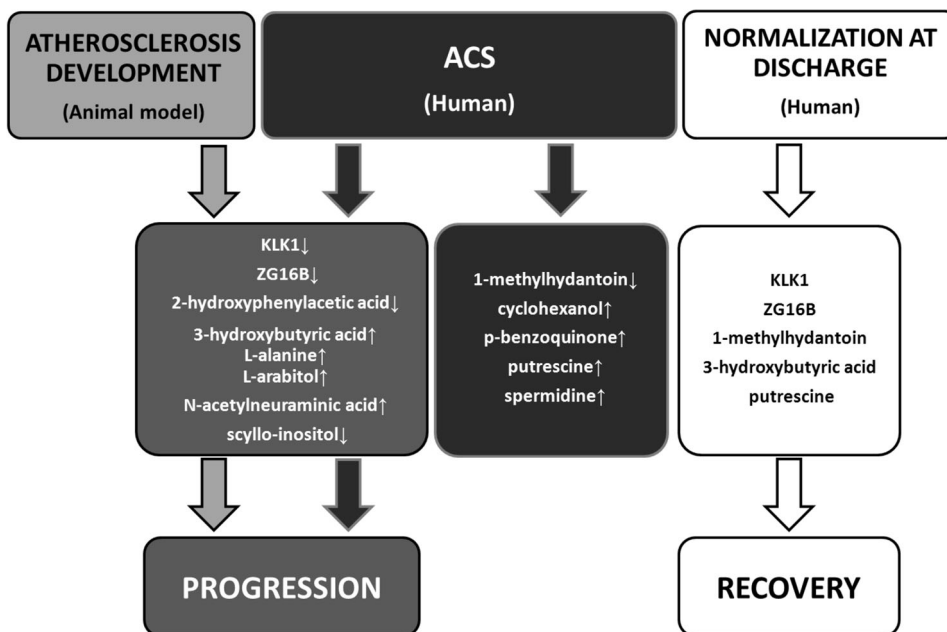 ATHEROSCLEROSIS
DEVELOPMENT
(Animal model)
ACS
(Human)
NORMALIZATION AT
DISCHARGE
(Human)
KLK1↓
ZG16B↓
2-hydroxyphenylacetic acid↓
3-hydroxybutyric acid↑
L-alanine↑
L-arabitol↑
N-acetylneuraminic acid↑
scyllo-inositol↓
1-methylhydantoin↓
cyclohexanol↑
p-benzoquinone↑
putrescine↑
spermidine↑
KLK1
ZG16B
1-methylhydantoin
3-hydroxybutyric acid
putrescine
PROGRESSION
RECOVERY